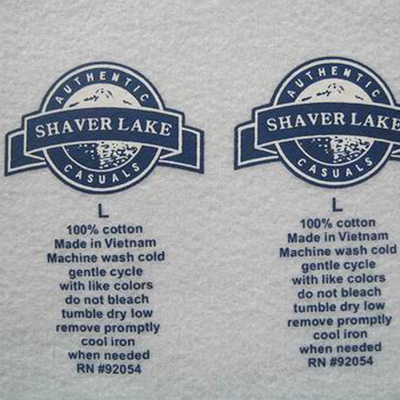 AUTHENTIC
SHAVER LAKE
CASUALS
L
100% cotton
Made in Vietnam
Machine wash cold
gentle cycle
with like colors
do not bleach
tumble dry low
remove promptly
cool iron
when needed
RN #92054
AUTHENTIC
SHAVER LAKE
CASUALS
L
100% cotton
Made in Vietnam
Machine wash cold
gentle cycle
with like colors
do not bleach
tumble dry low
remove promptly
cool iron
when needed
RN #92054